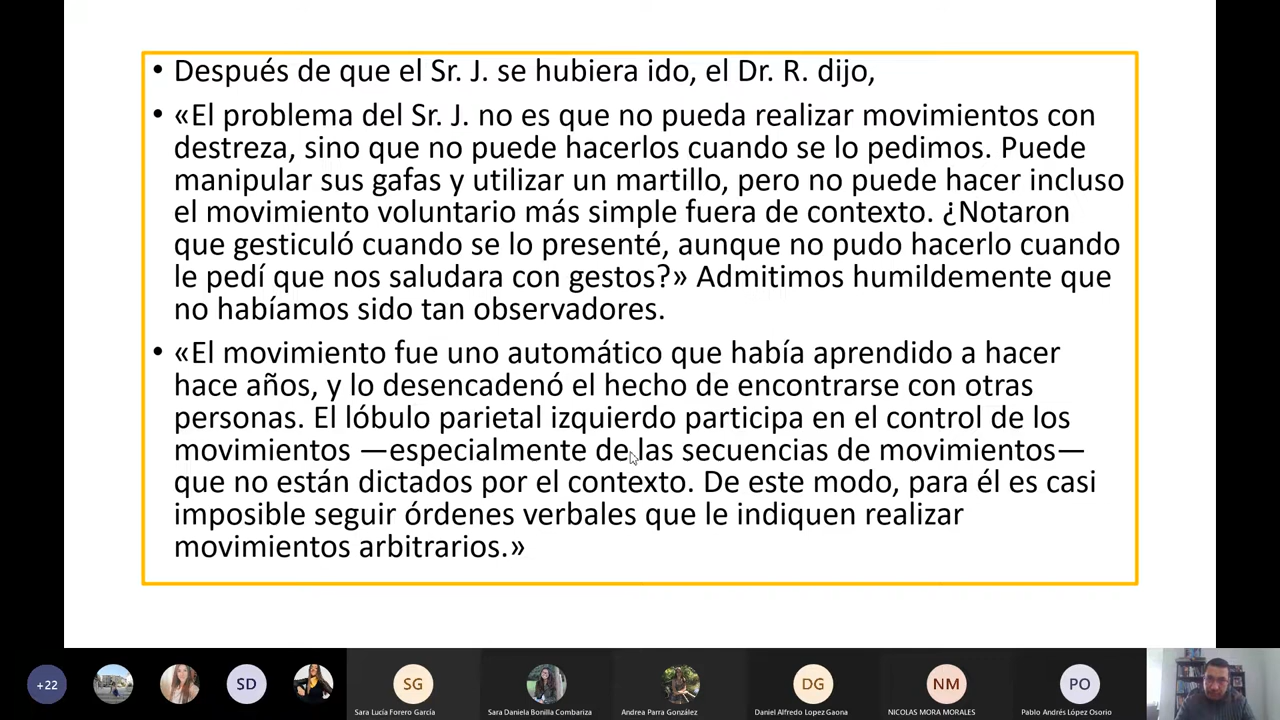 • Después de que el Sr. J. se hubiera ido, el Dr. R. dijo,
• «El problema del Sr. J. no es que no pueda realizar movimientos con
destreza, sino que no puede hacerlos cuando se lo pedimos. Puede
manipular sus gafas y utilizar un martillo, pero no puede hacer incluso
el movimiento voluntario más simple fuera de contexto. ¿Notaron
que gesticuló cuando se lo presenté, aunque no pudo hacerlo cuando
le pedí que nos saludara con gestos?» Admitimos humildemente que
no habíamos sido tan observadores.
• «El movimiento fue uno automático que había aprendido a hacer
hace años, y lo desencadenó el hecho de encontrarse con otras
personas. El lóbulo parietal izquierdo participa en el control de los
movimientos —especialmente de las secuencias de movimientos—
que no están dictados por el contexto. De este modo, para él es casi
imposible seguir órdenes verbales que le indiquen realizar
movimientos arbitrarios.»
+22
SD
SG
DG
NM
PO
Sara Lucía Forero García
Sara Daniela Bonilla Combariza
Andrea Parra González
Daniel Alfredo Lopez Gaona
NICOLAS MORA MORALES
Pablo Andrés López Osorio